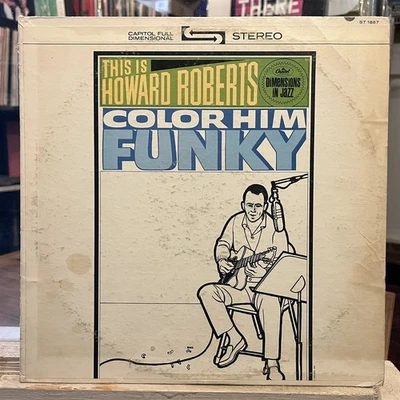 CAPITOL FULL DIMENSIONAL STEREO
ST 1887
THIS IS
HOWARD ROBERTS
Capitol
DIMENSIONS
IN JAZZ
COLOR HIM
FUNKY